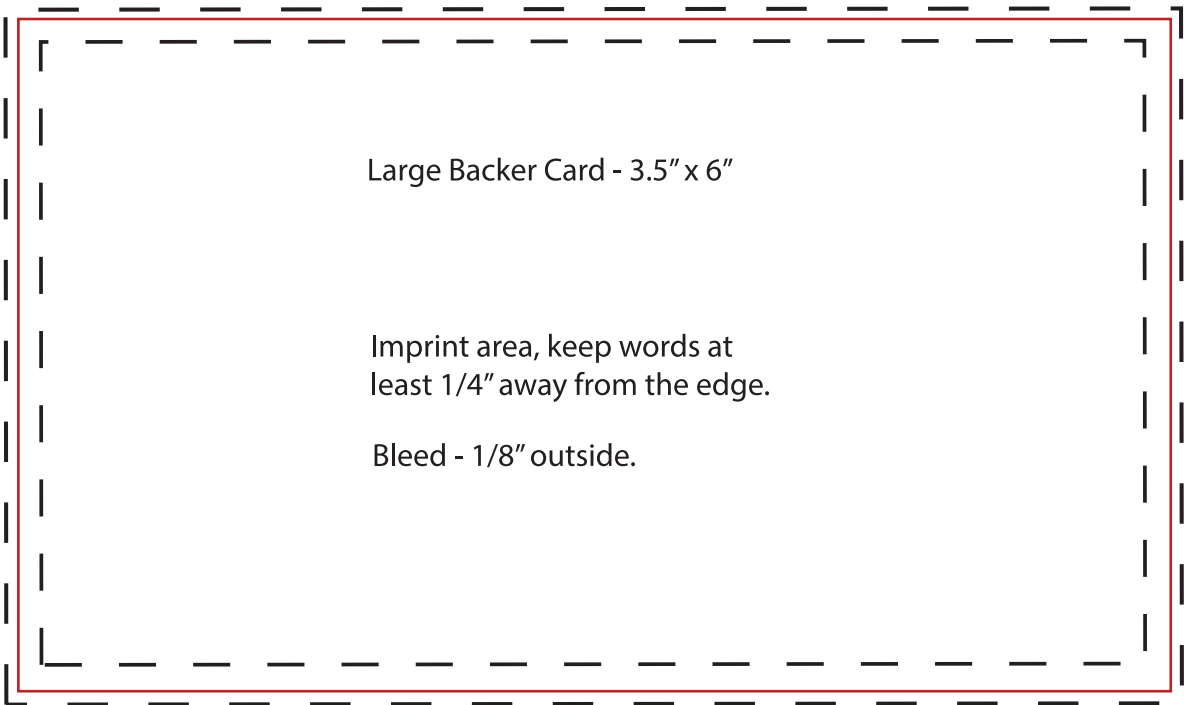 Large Backer Card - 3.5” x 6”
Imprint area, keep words at
least 1/4” away from the edge.
Bleed - 1/8” outside.